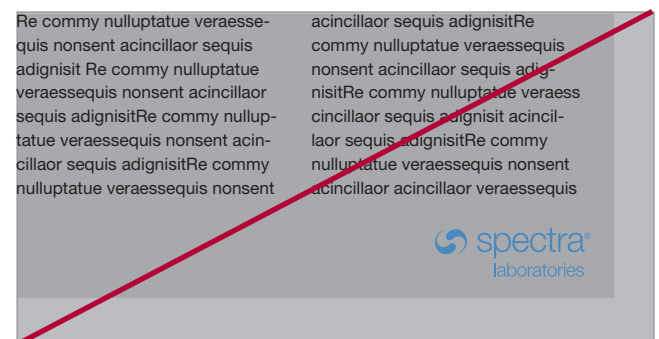 Re commy nulluptatue veraesse-
quis nonsent acincillaor sequis
adignisit Re commy nulluptatue
veraessequis nonsent acincillaor
sequis adignisitRe commy nullup-
tatue veraessequis nonsent acin-
cillaor sequis adignisitRe commy
nulluptatue veraessequis nonsent
acincillaor sequis adignisitRe
commy nulluptatue veraessequis
nonsent acincillaor sequis adig-
nisitRe commy nulluptatue veraess
cincillaor sequis adignisit acincil-
laor sequis adignisitRe commy
nulluptatue veraessequis nonsent
acincillaor acincillaor veraessequis
spectra®
laboratories